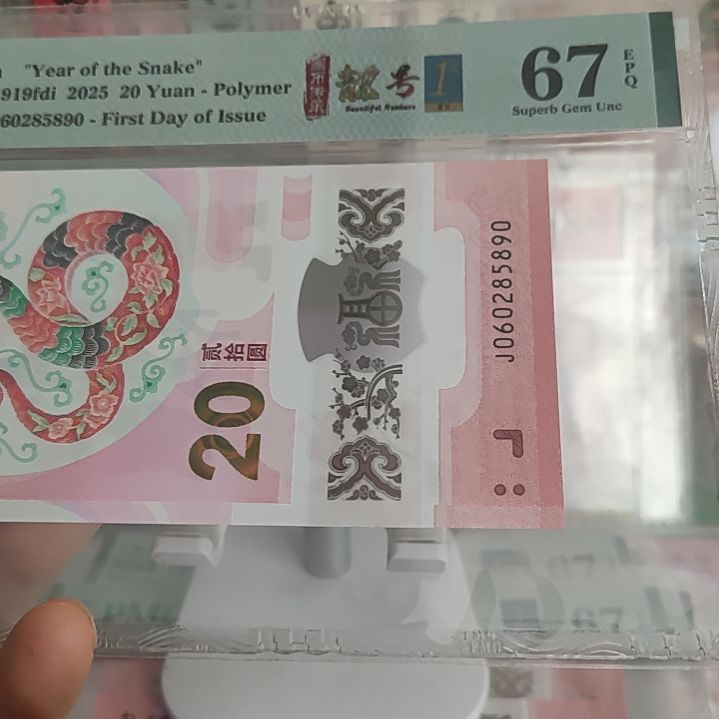 "Year of the Snake"
919fdi 2025 20 Yuan - Polymer
60285890 - First Day of Issue
靓号
Beautiful Numbers
1
67
EPQ
Superb Gem Unc
J060285890
贰拾圆
20